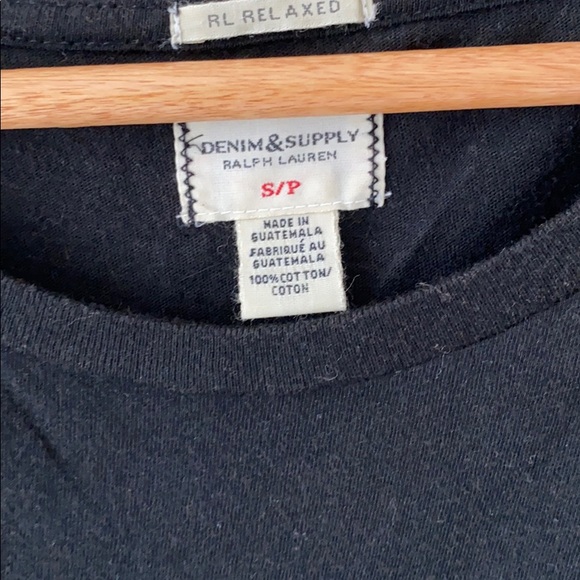 RL RELAXED
DENIM&SUPPLY
RALPH LAUREN
S/P
MADE IN
GUATEMALA
FABRIQUÉ AU
GUATEMALA
100% COTTON/
COTON